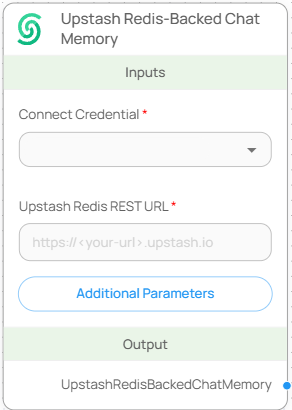 Upstash Redis-Backed Chat
Memory
Inputs
Connect Credential *
Upstash Redis REST URL *
https://<your-url>.upstash.io
Additional Parameters
Output
UpstashRedisBackedChatMemory